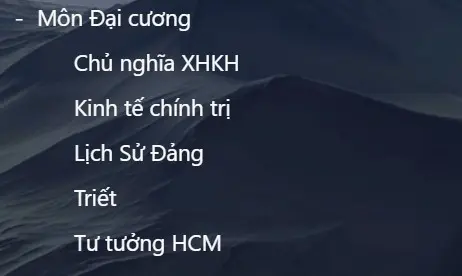 - Môn Đại cương
Chủ nghĩa XHKH
Kinh tế chính trị
Lịch Sử Đảng
Triết
Tư tưởng HCM